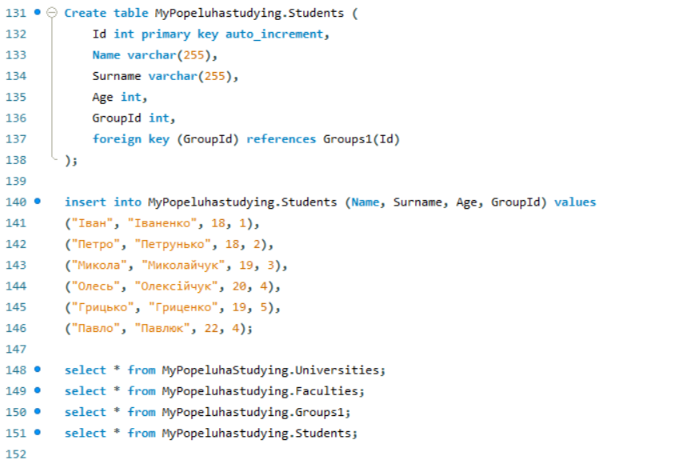 131 Create table MyPopeluhastudying.Students (
132 Id int primary key auto_increment,
133 Name varchar(255),
134 Surname varchar(255),
135 Age int,
136 GroupId int,
137 foreign key (GroupId) references Groups1(Id)
138 );
139
140 insert into MyPopeluhastudying.Students (Name, Surname, Age, GroupId) values
141 ("Іван", "Іваненко", 18, 1),
142 ("Петро", "Петрунько", 18, 2),
143 ("Микола", "Миколайчук", 19, 3),
144 ("Олесь", "Олексійчук", 20, 4),
145 ("Грицько", "Гриценко", 19, 5),
146 ("Павло", "Павлюк", 22, 4);
147
148 select * from MyPopeluhaStudying.Universities;
149 select * from MyPopeluhastudying.Faculties;
150 select * from MyPopeluhastudying.Groups1;
151 select * from MyPopeluhastudying.Students;
152